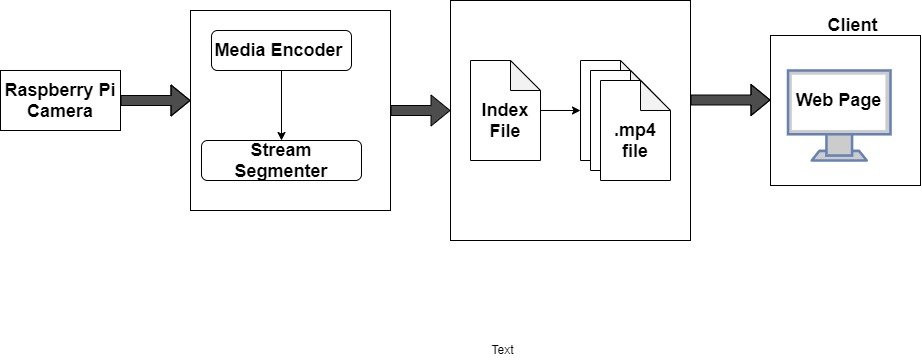 Client
Raspberry Pi
Camera
Media Encoder
Stream
Segmenter
Index
File
.mp4
file
Web Page
Text